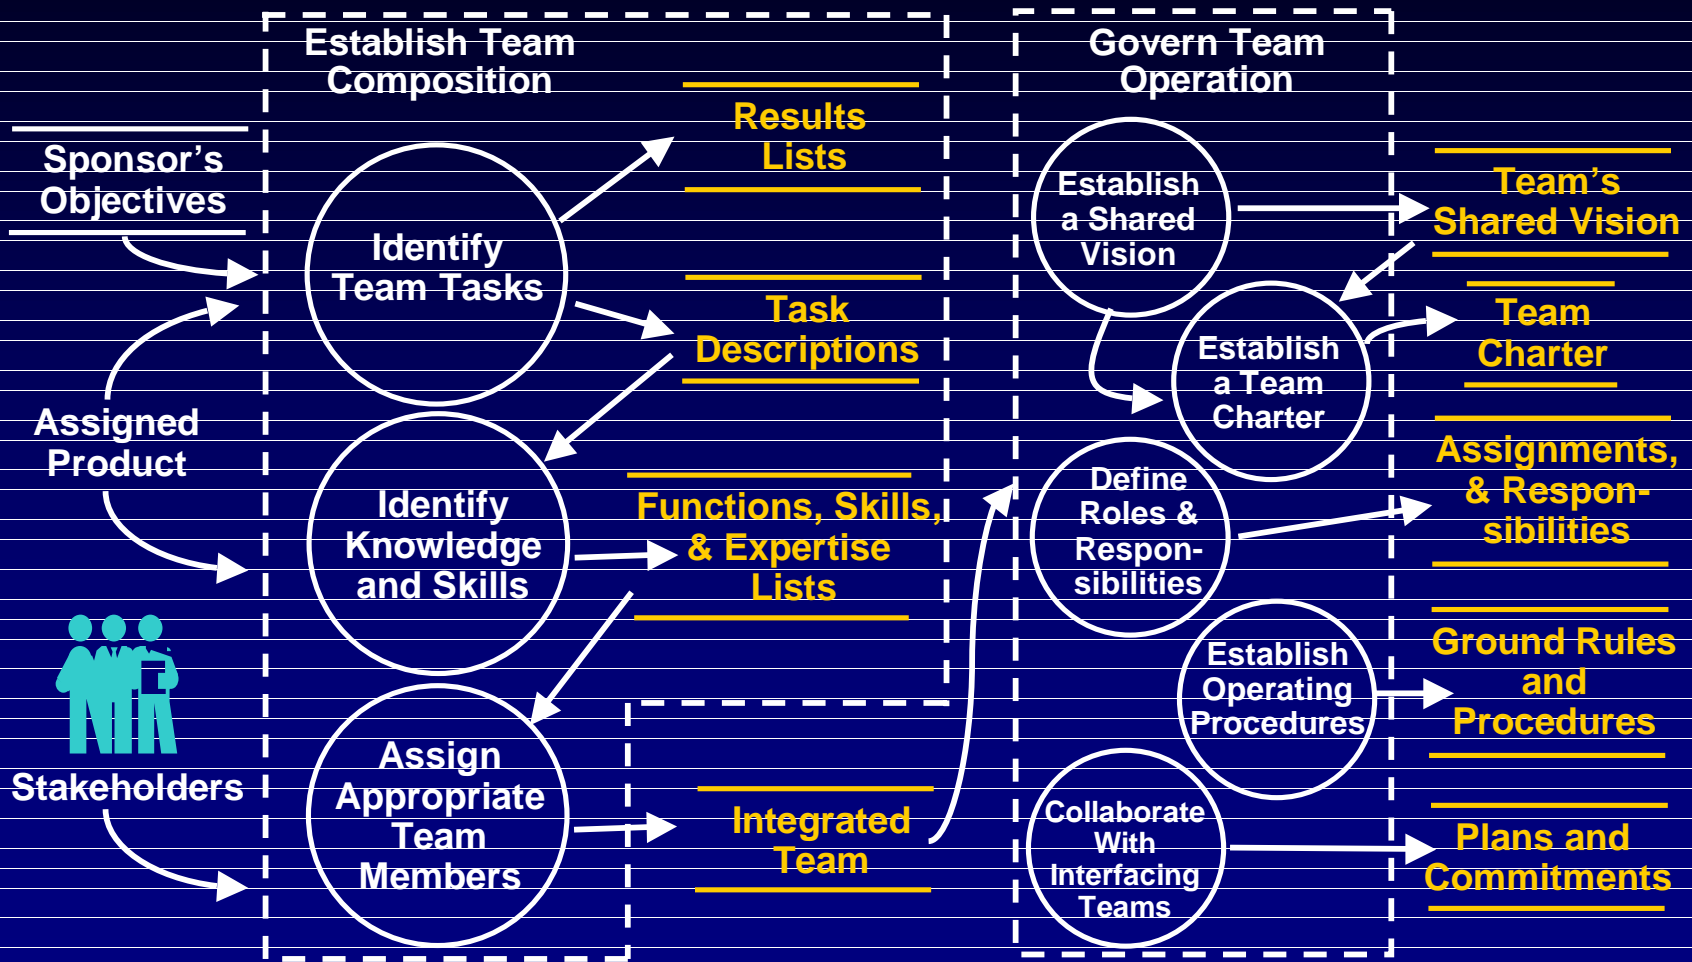 Establish Team
Composition
Govern Team
Operation
Sponsor’s
Objectives
Assigned
Product
Stakeholders
Identify
Team Tasks
Identify
Knowledge
and Skills
Assign
Appropriate
Team
Members
Results
Lists
Task
Descriptions
Functions, Skills,
& Expertise
Lists
Integrated
Team
Establish
a Shared
Vision
Establish
a Team
Charter
Define
Roles &
Respon-
sibilities
Establish
Operating
Procedures
Collaborate
With
Interfacing
Teams
Team’s
Shared Vision
Team
Charter
Assignments,
& Respon-
sibilities
Ground Rules
and
Procedures
Plans and
Commitments